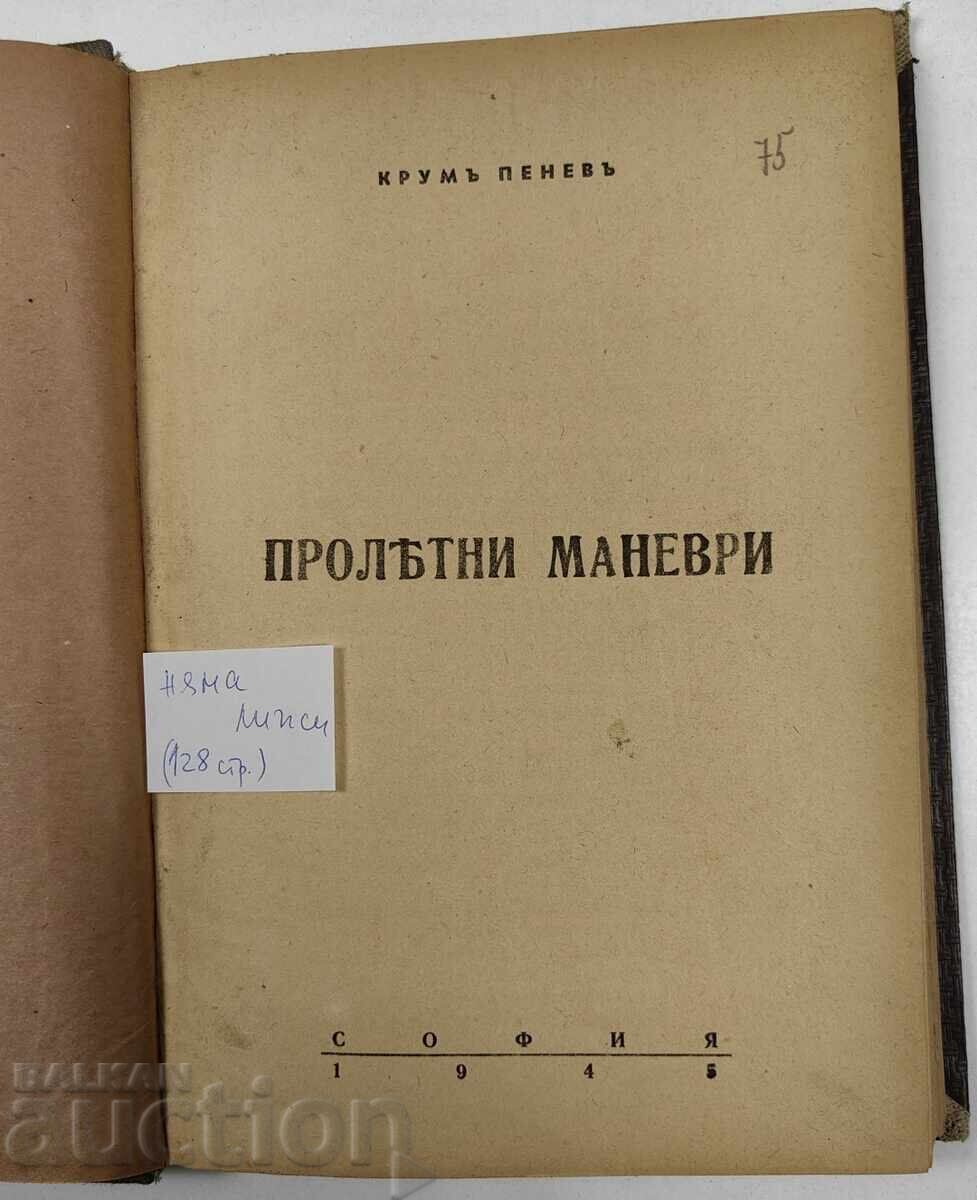 КРУМЪ ПЕНЕВЪ
75
ПРОЛѢТНИ МАНЕВРИ
няма
липси
(128 стр.)
СОФИЯ
1945
BALKAN
auction